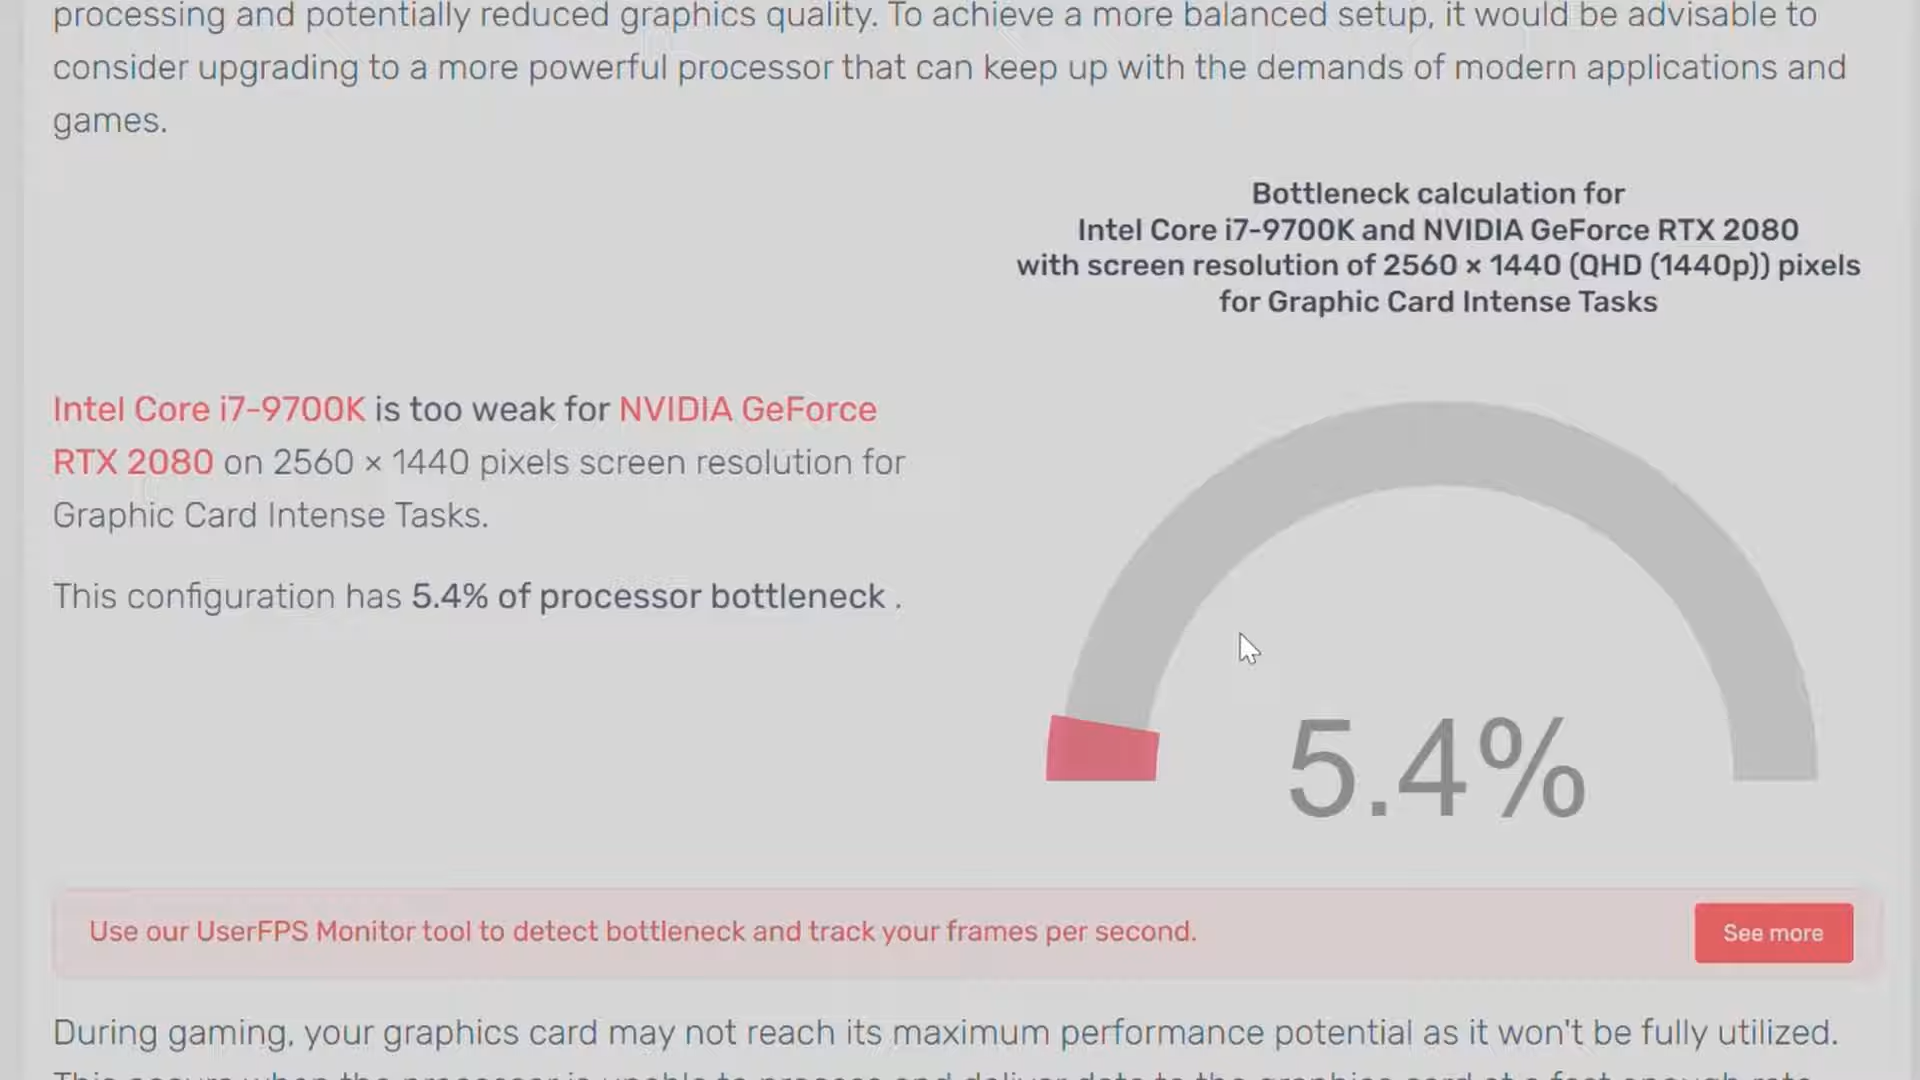 processing and potentially reduced graphics quality. To achieve a more balanced setup, it would be advisable to
consider upgrading to a more powerful processor that can keep up with the demands of modern applications and
games.
Bottleneck calculation for
Intel Core i7-9700K and NVIDIA GeForce RTX 2080
with screen resolution of 2560 × 1440 (QHD (1440p)) pixels
for Graphic Card Intense Tasks
Intel Core i7-9700K is too weak for NVIDIA GeForce
RTX 2080 on 2560 × 1440 pixels screen resolution for
Graphic Card Intense Tasks.
This configuration has 5.4% of processor bottleneck .
5.4%
Use our UserFPS Monitor tool to detect bottleneck and track your frames per second.
See more
During gaming, your graphics card may not reach its maximum performance potential as it won't be fully utilized.